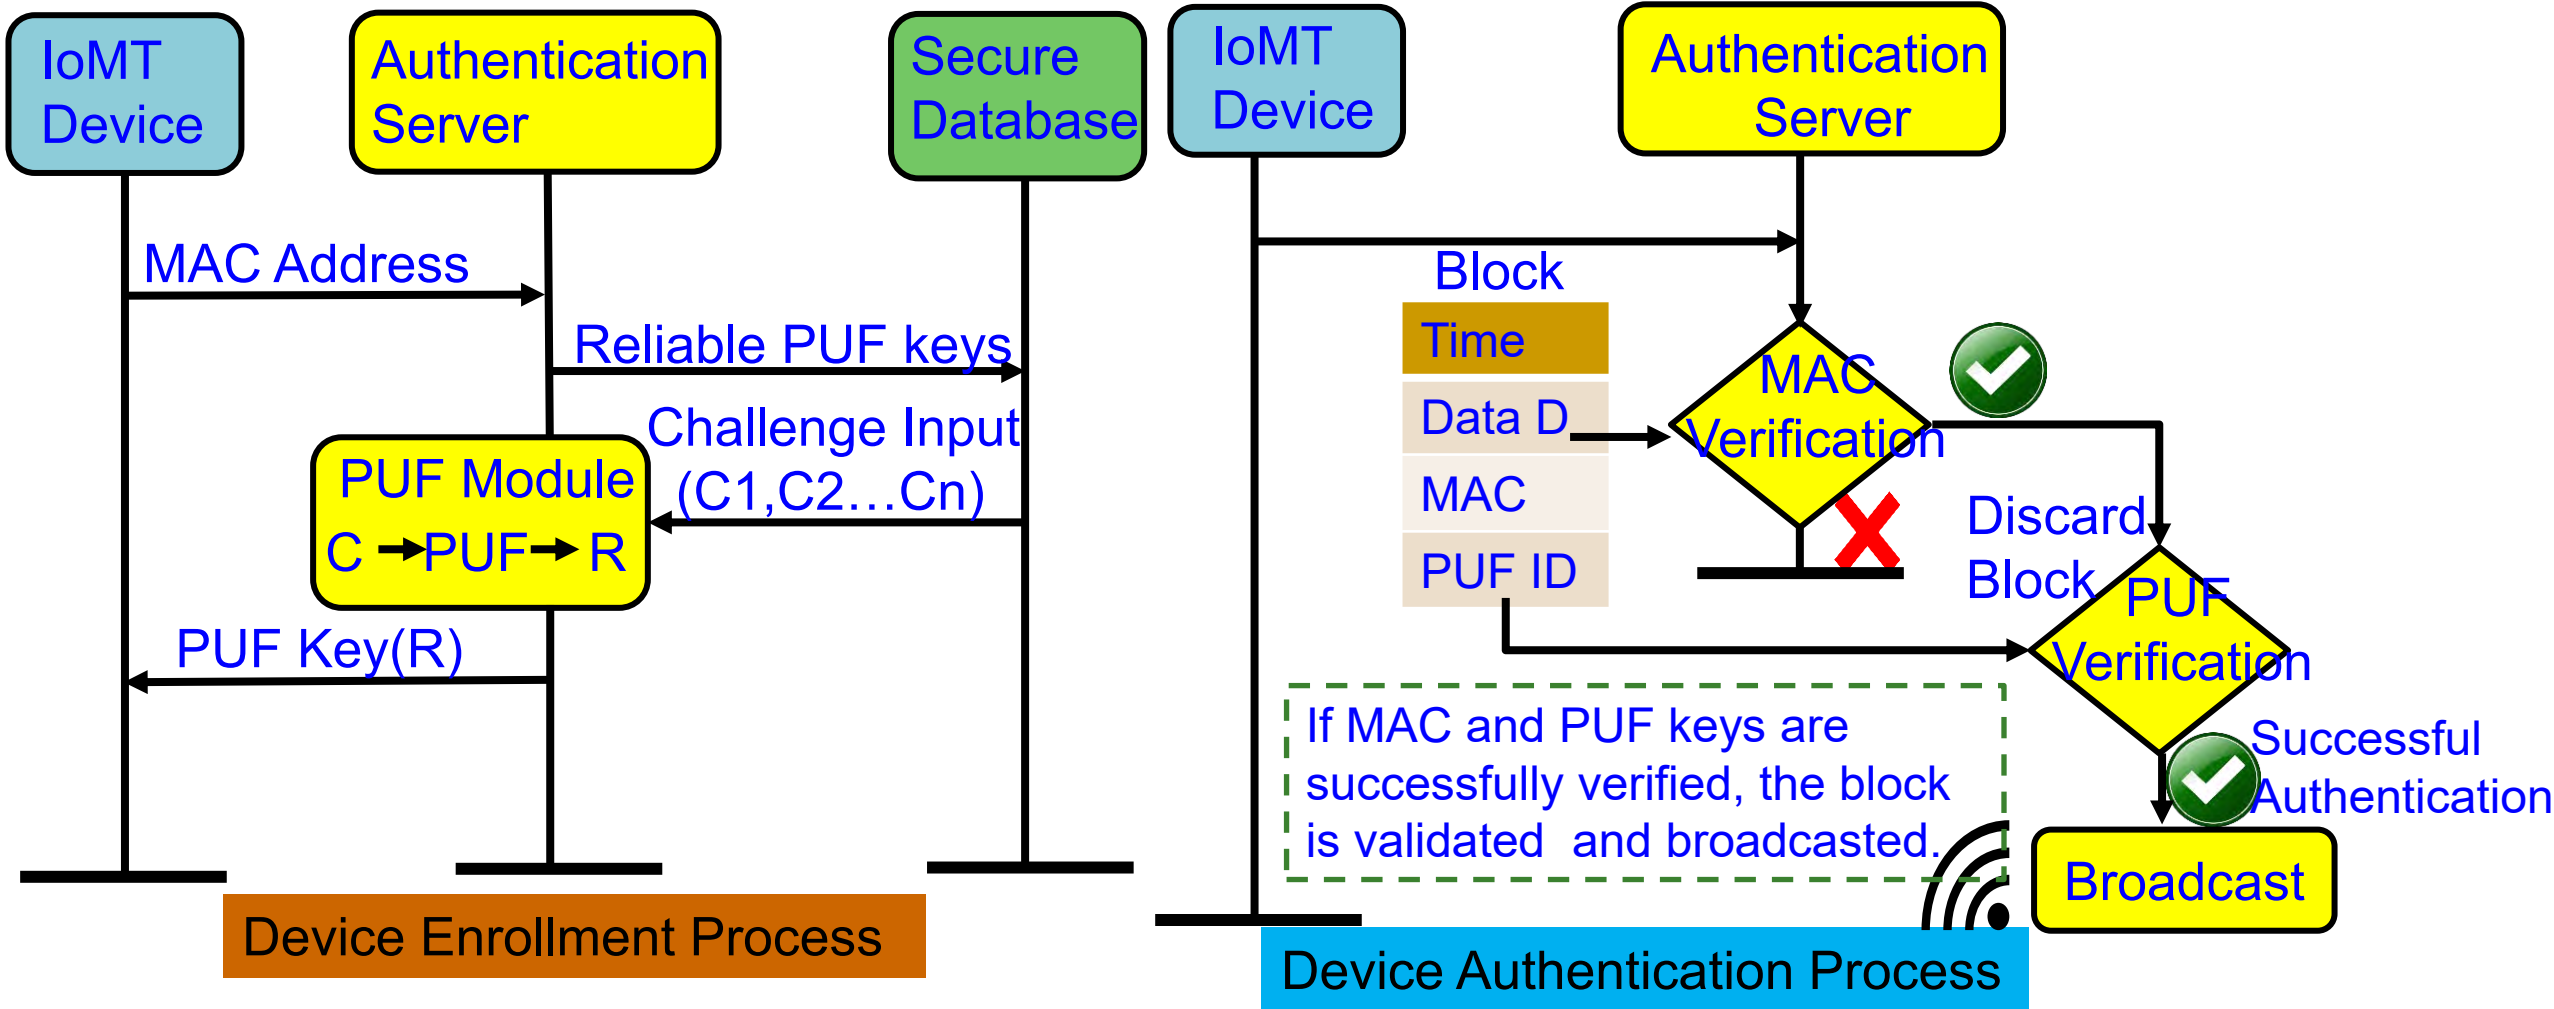 IoMT
Device
Authentication
Server
Secure
Database
MAC Address
Reliable PUF keys
Challenge Input
(C1,C2...Cn)
PUF Module
C PUF R
PUF Key(R)
Device Enrollment Process
IoMT
Device
Authentication
Server
Block
Time
Data D
MAC
PUF ID
MAC
Verification
Discard
Block
PUF
Verification
If MAC and PUF keys are
successfully verified, the block
is validated and broadcasted.
Successful
Authentication
Broadcast
Device Authentication Process